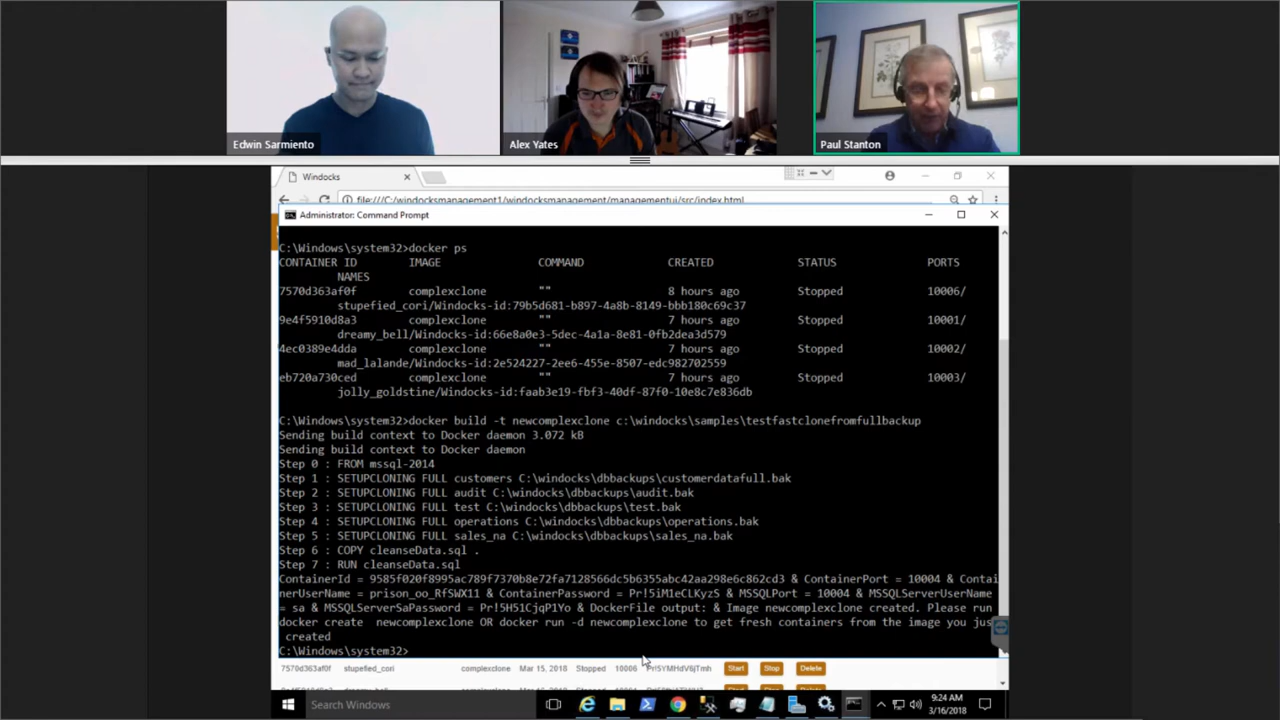 Edwin Sarmiento
Alex Yates
Paul Stanton
Windocks
file:///C:/windocksmanagement1/windocksmanagement/managementui/src/index.html
Administrator: Command Prompt
C:\Windows\system32>docker ps
CONTAINER ID IMAGE COMMAND CREATED STATUS PORTS
NAMES
7570d363af0f complexclone "" 8 hours ago Stopped 10006/
stupefied_cori/Windocks-id:79b5d681-b897-4a8b-8149-bbb180c69c37
9e4f5910d8a3 complexclone "" 7 hours ago Stopped 10001/
dreamy_bell/Windocks-id:66e8a0e3-5dec-4a1a-8e81-0fb2dea3d579
4ec0389e4dda complexclone "" 7 hours ago Stopped 10002/
mad_lalande/Windocks-id:2e524227-2ee6-455e-8507-edc982702559
eb720a730ced complexclone "" 7 hours ago Stopped 10003/
jolly_goldstine/Windocks-id:faab3e19-fbf3-40df-87f0-10e8c7e836db
C:\Windows\system32>docker build -t newcomplexclone c:\windocks\samples\testfastclonefromfullbackup
Sending build context to Docker daemon 3.072 kB
Sending build context to Docker daemon
Step 0 : FROM mssql-2014
Step 1 : SETUPCLONING FULL customers C:\windocks\dbbackups\customerdatafull.bak
Step 2 : SETUPCLONING FULL audit C:\windocks\dbbackups\audit.bak
Step 3 : SETUPCLONING FULL test C:\windocks\dbbackups\test.bak
Step 4 : SETUPCLONING FULL operations C:\windocks\dbbackups\operations.bak
Step 5 : SETUPCLONING FULL sales_na C:\windocks\dbbackups\sales_na.bak
Step 6 : COPY cleanseData.sql .
Step 7 : RUN cleanseData.sql
ContainerId = 9585f020f8995ac789f7370b8e72fa7128566dc5b6355abc42aa298e6c862cd3 & ContainerPort = 10004 & Contai
nerUserName = prison_oo_RfSWX11 & ContainerPassword = Pr!5iM1eCLKyzS & MSSQLPort = 10004 & MSSQLServerUserName
= sa & MSSQLServerSaPassword = Pr!5H51CjqP1Yo & DockerFile output: & Image newcomplexclone created. Please run
docker create newcomplexclone OR docker run -d newcomplexclone to get fresh containers from the image you jus
created
C:\Windows\system32>
7570d363af0f stupefied_cori complexclone Mar 15, 2018 Stopped 10006 Pr!5YMHdV6jTmh Start Stop Delete
Search Windows
9:24 AM
3/16/2018